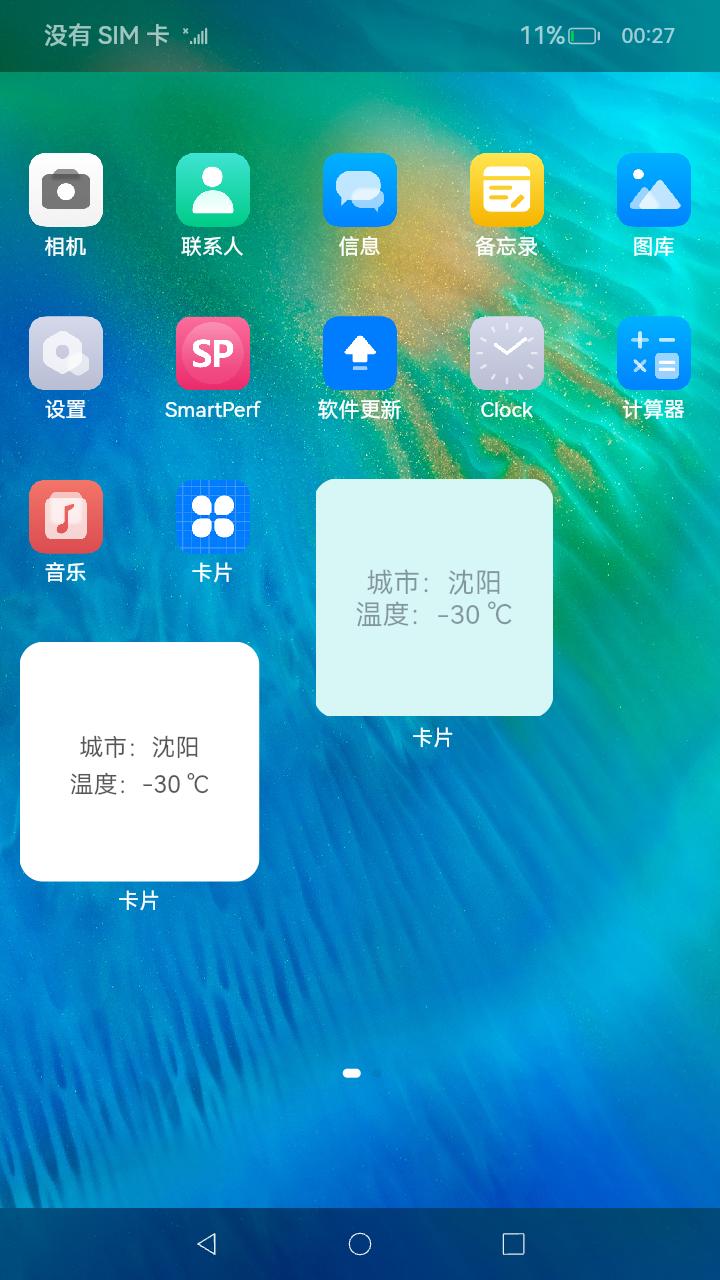 没有 SIM 卡
11%
00:27
相机
联系人
信息
备忘录
图库
设置
SP
SmartPerf
软件更新
Clock
计算器
音乐
卡片
城市：沈阳
温度：-30 ℃
卡片
城市：沈阳
温度：-30 ℃
卡片